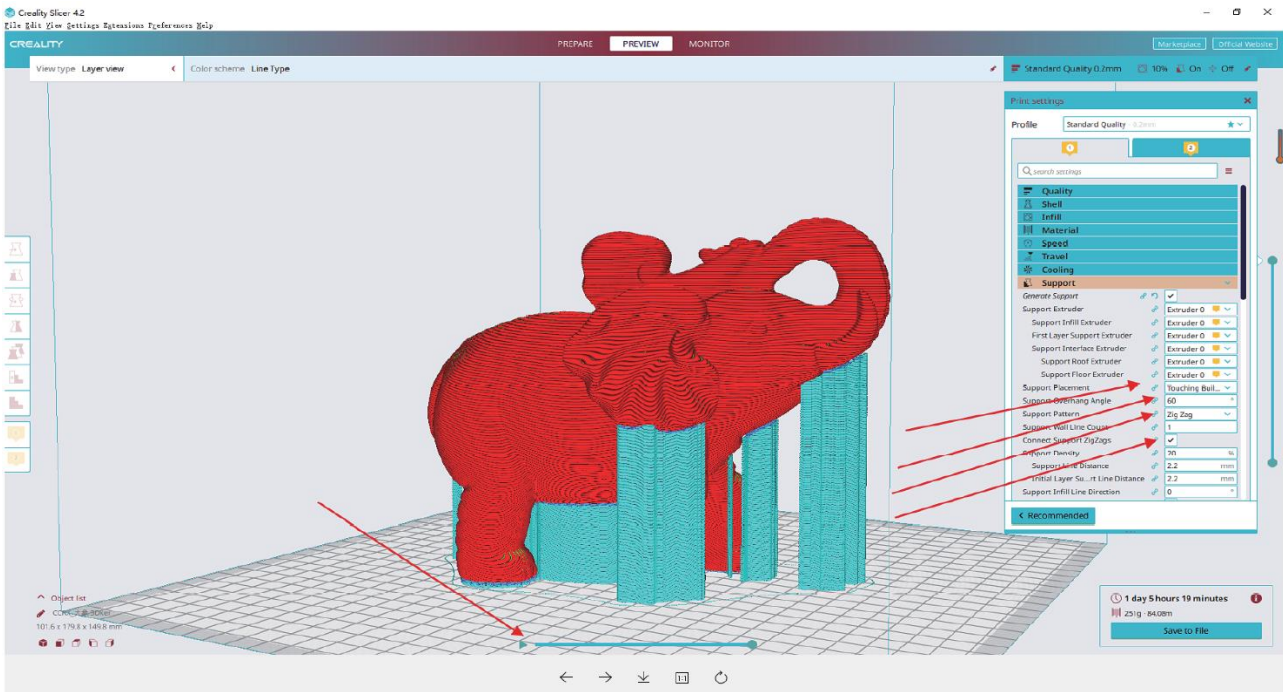 Creality Slicer 4.2
File Edit View Settings Extensions Preferences Help
CREALITY
PREPARE PREVIEW MONITOR
Marketplace Official Website
View type Layer view
Color scheme Line Type
Standard Quality 0.2mm 10% On Off
Print settings
Profile Standard Quality - 0.2mm
1 2
search settings
Quality
Shell
Infill
Material
Speed
Travel
Cooling
Support
Generate Support
Support Extruder Extruder 0
Support Infill Extruder Extruder 0
First Layer Support Extruder Extruder 0
Support Interface Extruder Extruder 0
Support Roof Extruder Extruder 0
Support Floor Extruder Extruder 0
Support Placement Touching Buil...
Support Overhang Angle 60 °
Support Pattern Zig Zag
Support Wall Line Count 1
Connect Support ZigZags
Support Density 20 %
Support Line Distance 2.2 mm
Initial Layer Su...rt Line Distance 2.2 mm
Support Infill Line Direction 0 °
Recommended
Object list
101.6 x 179.8 x 149.8 mm
1 day 5 hours 19 minutes
251g · 84.08m
Save to File
1:1